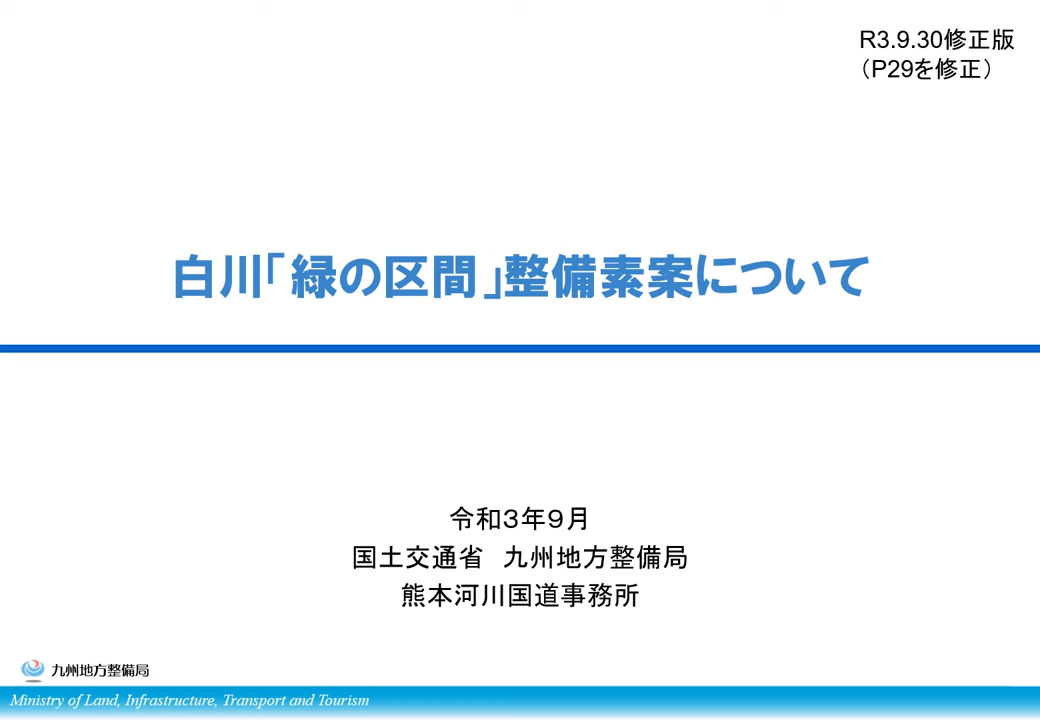 R3.9.30修正版
（P29を修正）
白川「緑の区間」整備素案について
令和3年9月
国土交通省　九州地方整備局
熊本河川国道事務所
九州地方整備局
Ministry of Land, Infrastructure, Transport and Tourism